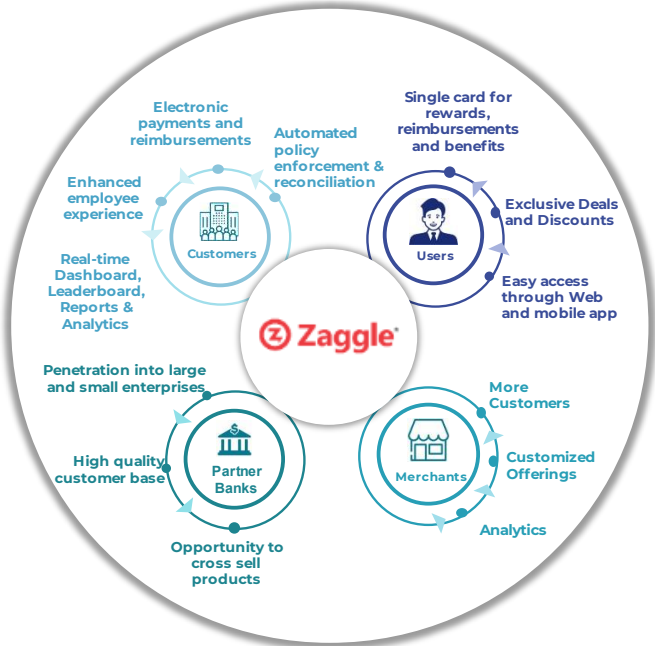 Electronic
payments and
reimbursements
Automated
policy
enforcement &
reconciliation
Enhanced
employee
experience
Real-time
Dashboard,
Leaderboard,
Reports &
Analytics
Customers
Single card for
rewards,
reimbursements
and benefits
Exclusive Deals
and Discounts
Easy access
through Web
and mobile app
Users
Zaggle
Penetration into large
and small enterprises
High quality
customer base
Opportunity to
cross sell
products
Partner
Banks
More
Customers
Customized
Offerings
Analytics
Merchants